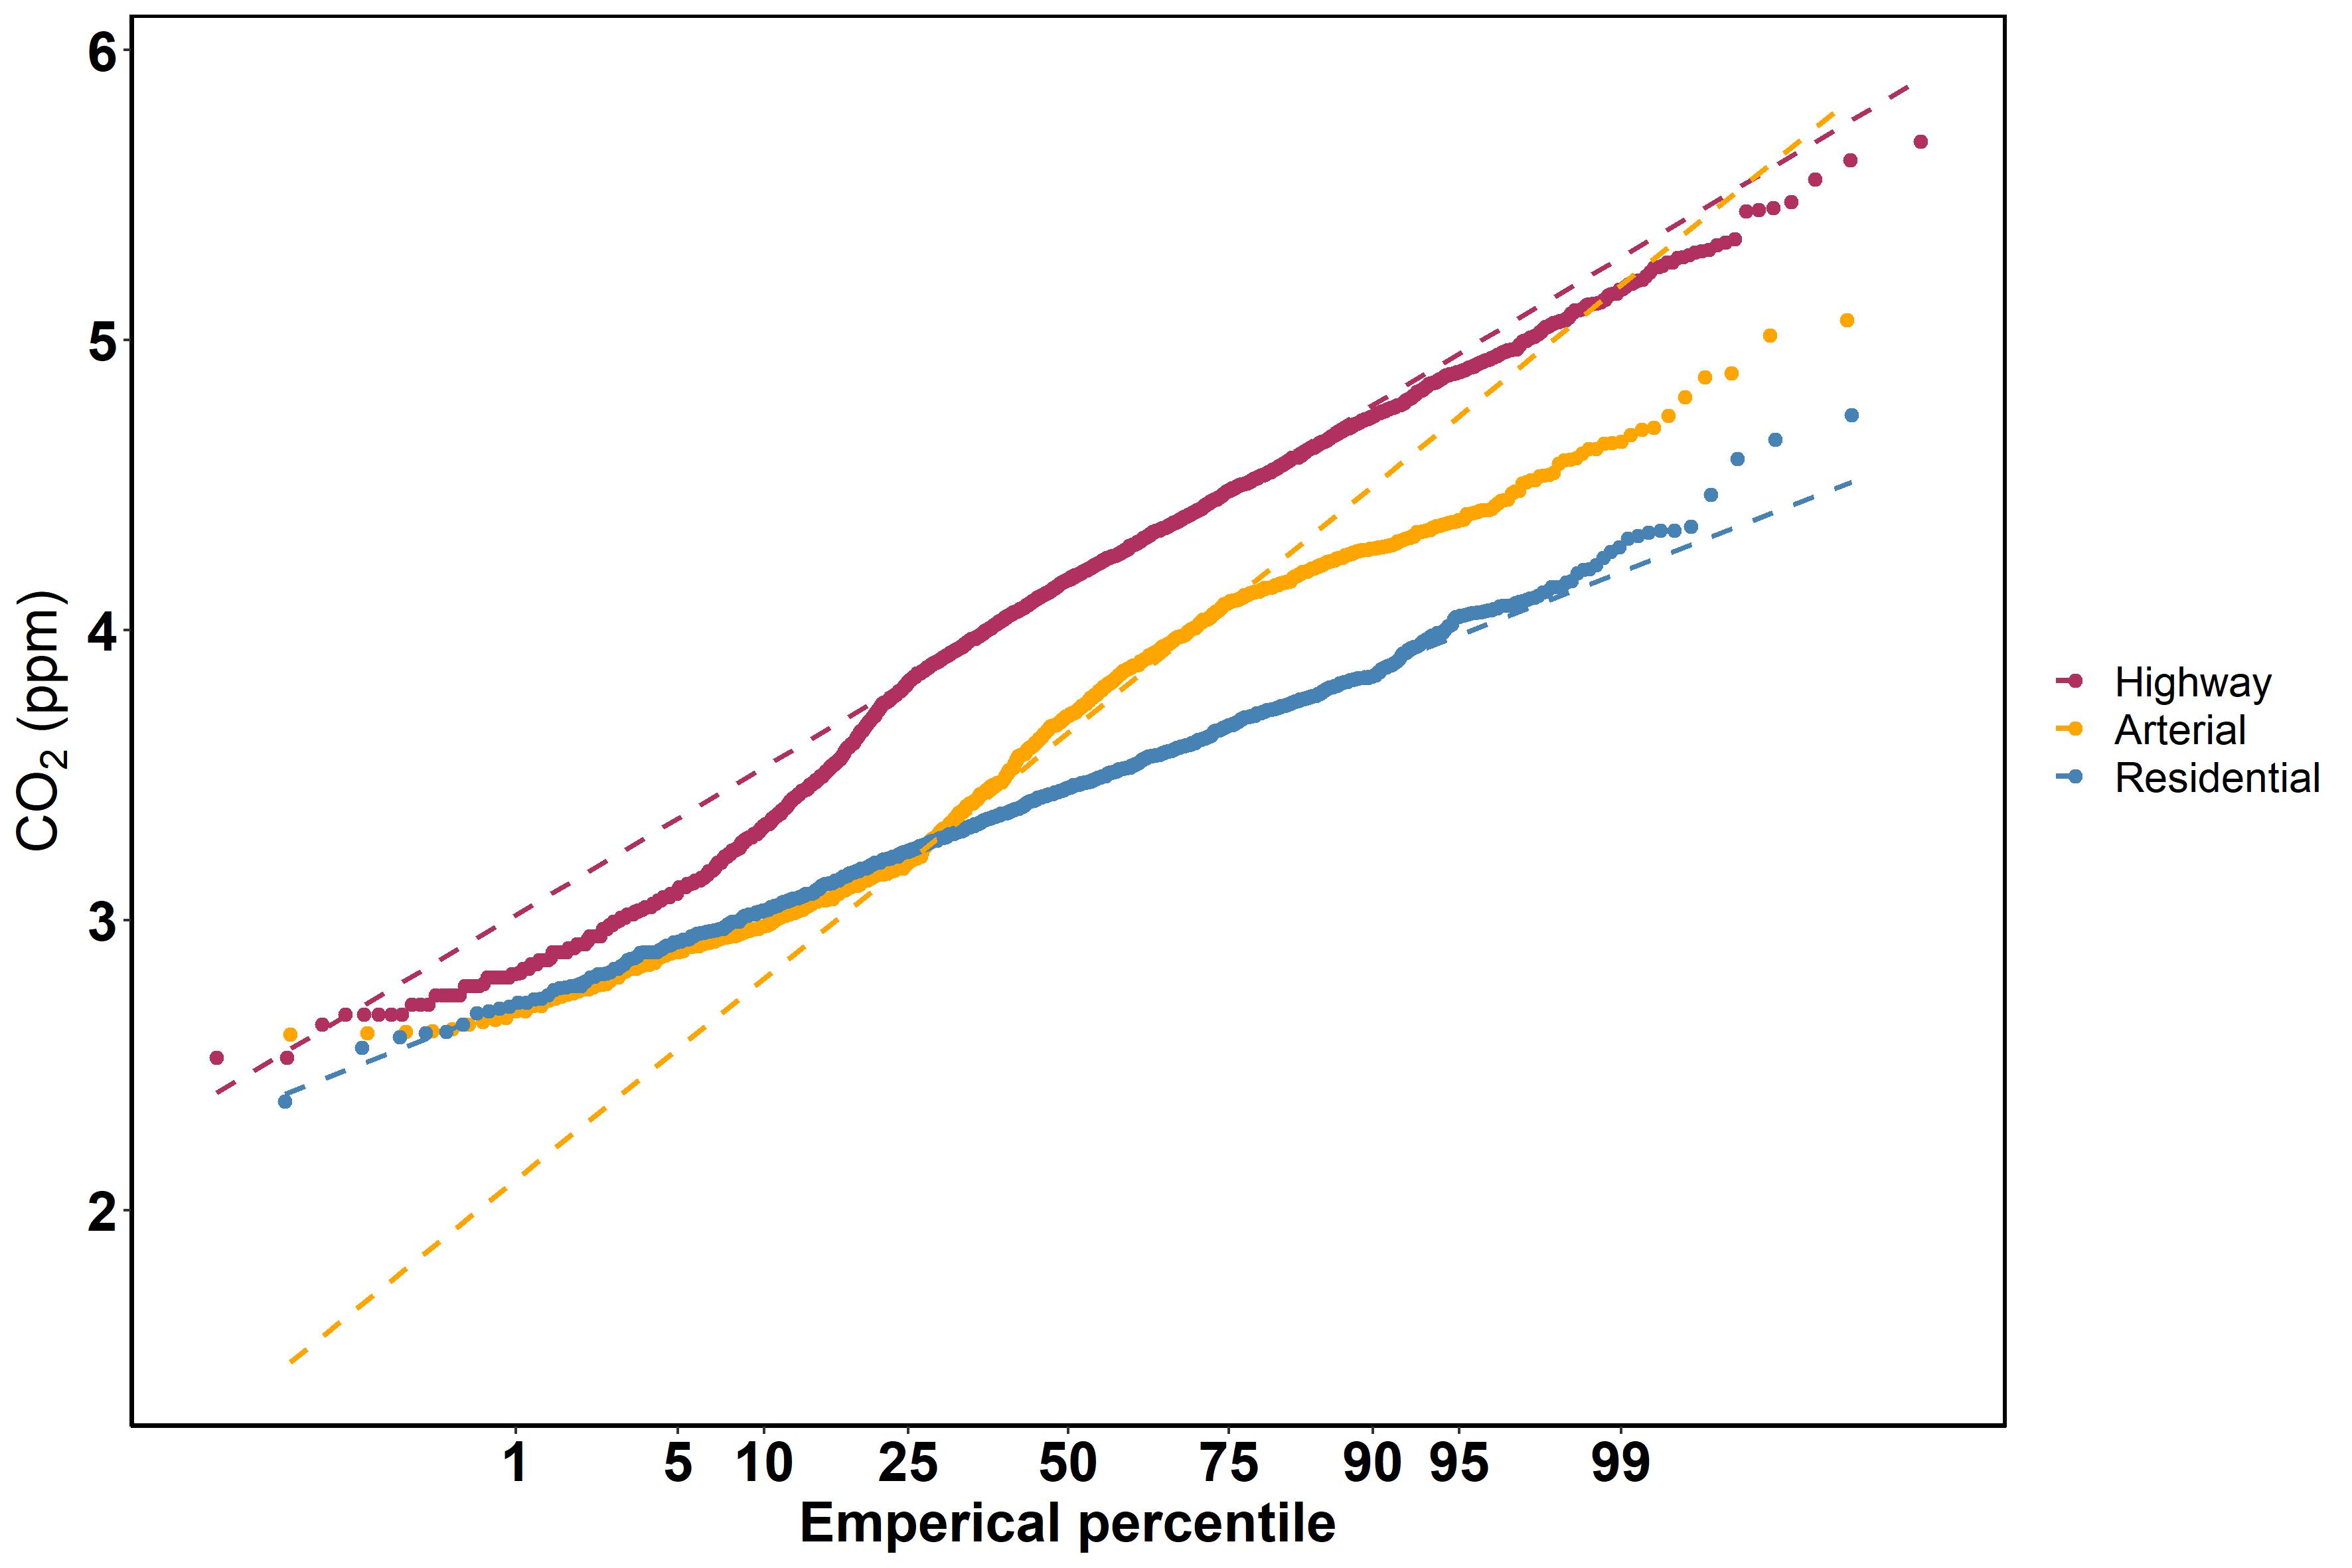 6
5
4
3
2
CO₂ (ppm)
1 5 10 25 50 75 90 95 99
Emperical percentile
Highway
Arterial
Residential